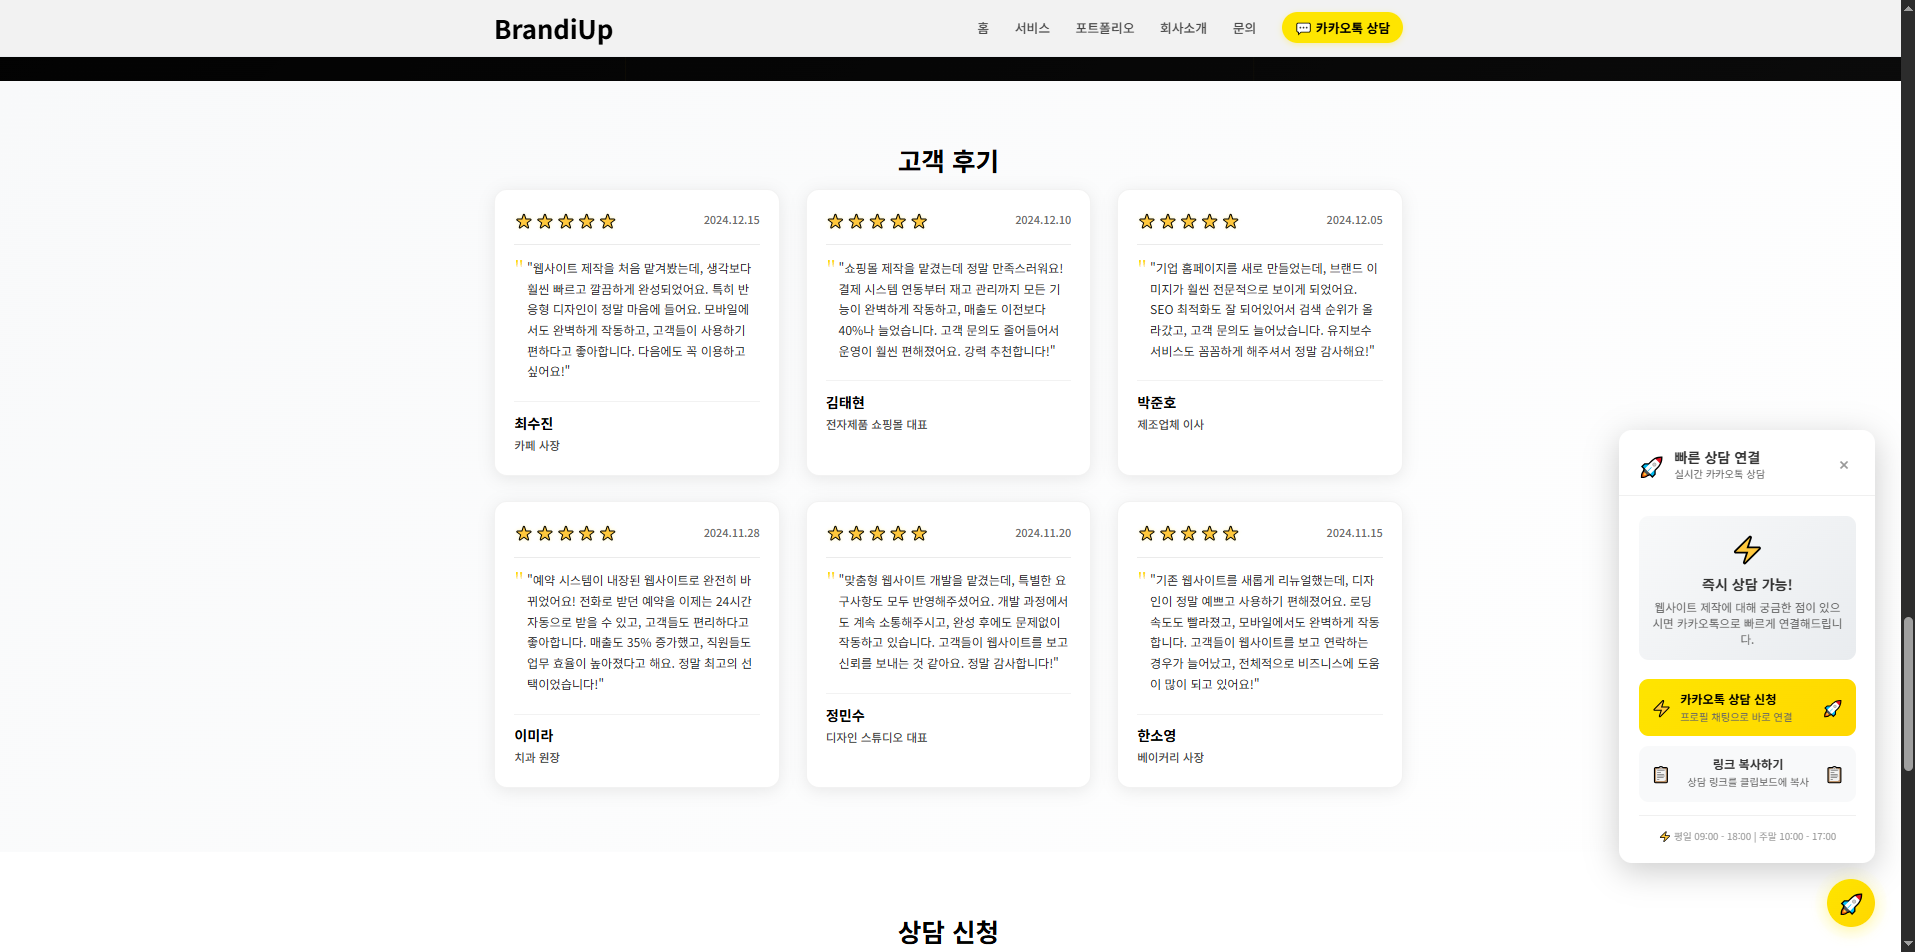 BrandiUp
홈
서비스
포트폴리오
회사소개
문의
💬 카카오톡 상담
고객 후기
2024.12.15
"웹사이트 제작을 처음 맡겨봤는데, 생각보다
훨씬 빠르고 깔끔하게 완성되었어요. 특히 반
응형 디자인이 정말 마음에 들어요. 모바일에
서도 완벽하게 작동하고, 고객들이 사용하기
편하다고 좋아합니다. 다음에도 꼭 이용하고
싶어요!"
최수진
카페 사장
2024.12.10
"쇼핑몰 제작을 맡겼는데 정말 만족스러워요!
결제 시스템 연동부터 재고 관리까지 모든 기
능이 완벽하게 작동하고, 매출도 이전보다
40%나 늘었습니다. 고객 문의도 줄어들어서
운영이 훨씬 편해졌어요. 강력 추천합니다!"
김태현
전자제품 쇼핑몰 대표
2024.12.05
"기업 홈페이지를 새로 만들었는데, 브랜드 이
미지가 훨씬 전문적으로 보이게 되었어요.
SEO 최적화도 잘 되어있어서 검색 순위가 올
라갔고, 고객 문의도 늘어났습니다. 유지보수
서비스도 꼼꼼하게 해주셔서 정말 감사해요!"
박준호
제조업체 이사
2024.11.28
"예약 시스템이 내장된 웹사이트로 완전히 바
뀌었어요! 전화로 받던 예약을 이제는 24시간
자동으로 받을 수 있고, 고객들도 편리하다고
좋아합니다. 매출도 35% 증가했고, 직원들도
업무 효율이 높아졌다고 해요. 정말 최고의 선
택이었습니다!"
이미라
치과 원장
2024.11.20
"맞춤형 웹사이트 개발을 맡겼는데, 특별한 요
구사항도 모두 반영해주셨어요. 개발 과정에서
도 계속 소통해주시고, 완성 후에도 문제없이
작동하고 있습니다. 고객들이 웹사이트를 보고
신뢰를 보내는 것 같아요. 정말 감사합니다!"
정민수
디자인 스튜디오 대표
2024.11.15
"기존 웹사이트를 새롭게 리뉴얼했는데, 디자
인이 정말 예쁘고 사용하기 편해졌어요. 로딩
속도도 빨라졌고, 모바일에서도 완벽하게 작동
합니다. 고객들이 웹사이트를 보고 연락하는
경우가 늘어났고, 전체적으로 비즈니스에 도움
이 많이 되고 있어요!"
한소영
베이커리 사장
빠른 상담 연결
실시간 카카오톡 상담
×
즉시 상담 가능!
웹사이트 제작에 대해 궁금한 점이 있으
시면 카카오톡으로 빠르게 연결해드립니
다.
카카오톡 상담 신청
프로필 채팅으로 바로 연결
링크 복사하기
상담 링크를 클립보드에 복사
⚡ 평일 09:00 - 18:00 | 주말 10:00 - 17:00
상담 신청